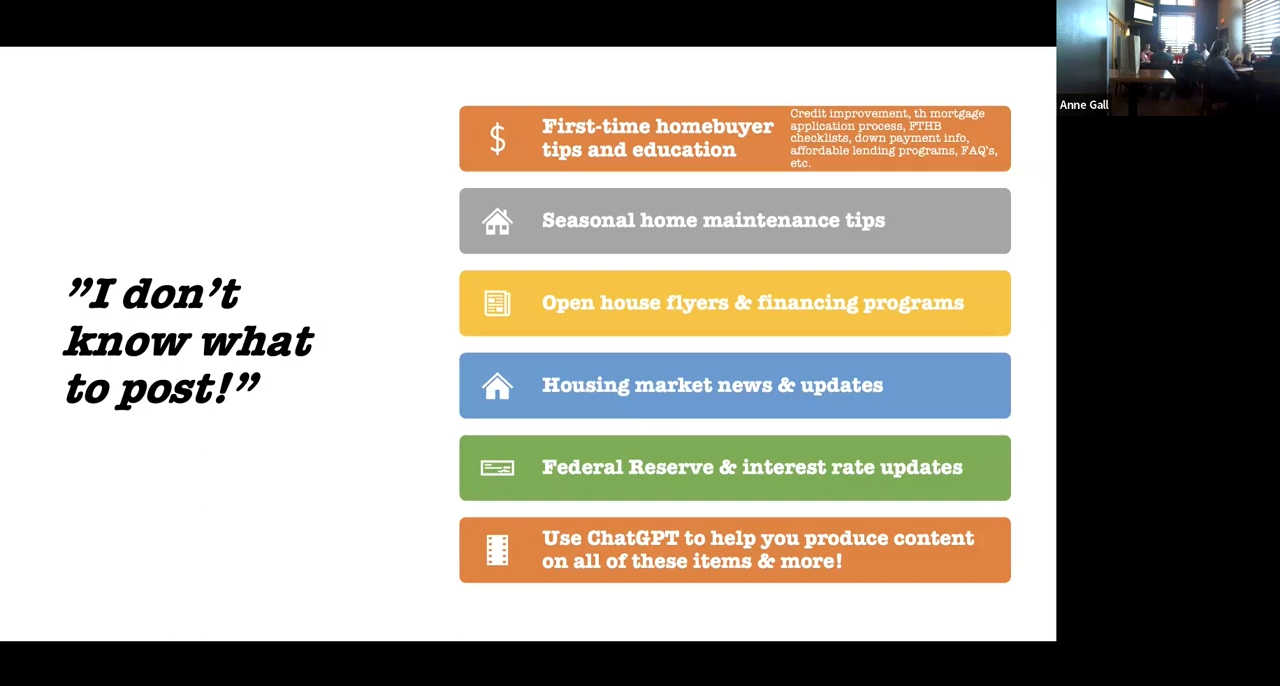 ”I don’t
know what
to post!”
First-time homebuyer
tips and education
Credit improvement, th mortgage
application process, FTHB
checklists, down payment info,
affordable lending programs, FAQ’s,
etc.
Seasonal home maintenance tips
Open house flyers & financing programs
Housing market news & updates
Federal Reserve & interest rate updates
Use ChatGPT to help you produce content
on all of these items & more!
Anne Gall